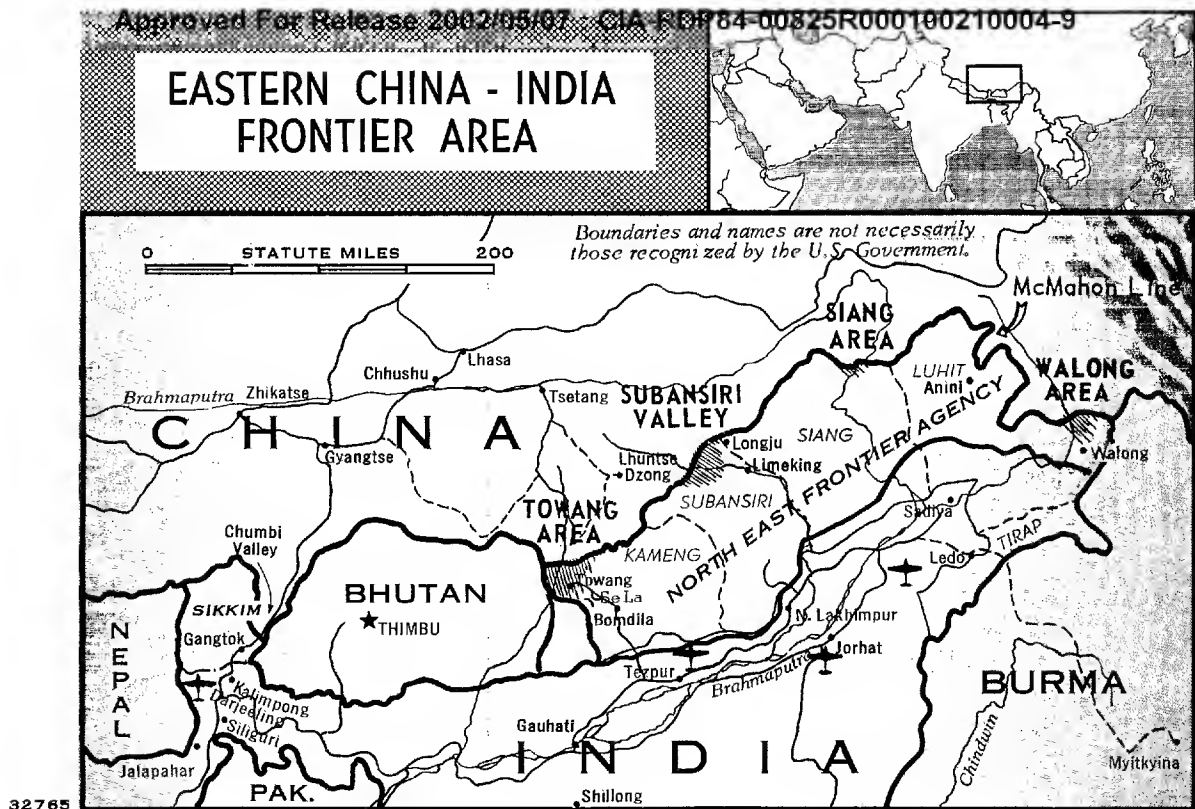 Approved For Release 2002/05/07 : CIA-RDP84-00825R000100210004-9
EASTERN CHINA - INDIA
FRONTIER AREA
0 STATUTE MILES 200
Boundaries and names are not necessarily
those recognized by the U.S. Government.
McMahon Line
SIANG
AREA
WALONG
AREA
LUHIT
Anini
Lhasa
Chhushu
Brahmaputra
Zhikatse
Tsetang
SUBANSIRI
VALLEY
CHINA
Gyangtse
Longju
SIANG
Walong
Lhuntse
Dzong
Limeking
NORTH EAST FRONTIER AGENCY
SUBANSIRI
TOWANG
AREA
Sadiya
Chumbi
Valley
KAMENG
TIRAP
Ledo
BHUTAN
Towang
Se La
Bomdila
SIKKIM
THIMBU
N. Lakhimpur
NEPAL
Gangtok
Jorhat
Tezpur
Brahmaputra
BURMA
Kalimpong
Darjeeling
Siliguri
Gauhati
INDIA
Chindwin
Jalapahar
Myitkyina
PAK.
Shillong
32765